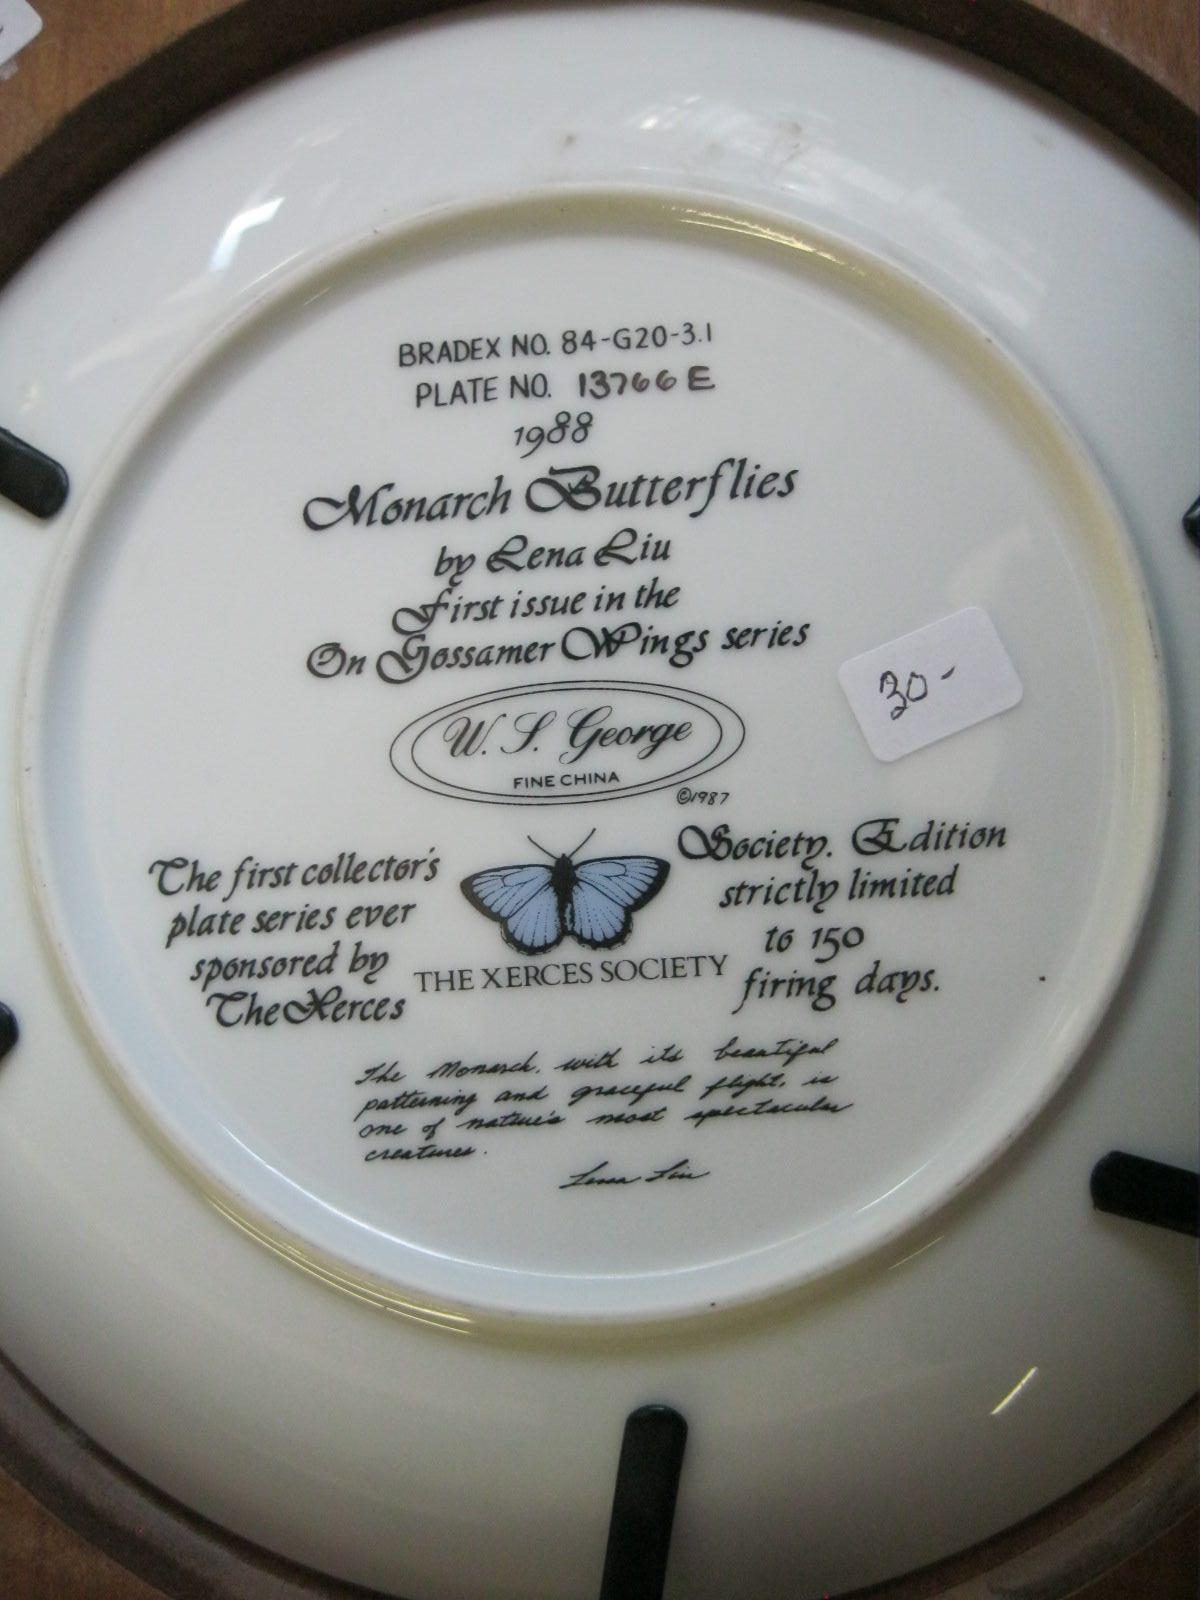 BRADEX NO. 84-G20-3.1
PLATE NO. 13766 E
1988
Monarch Butterflies
by Lena Liu
First issue in the
On Gossamer Wings series
30-
W. S. George
FINE CHINA
©1987
The first collector's
plate series ever
sponsored by
The Xerces
THE XERCES SOCIETY
Society. Edition
strictly limited
to 150
firing days.
The Monarch, with its beautiful
patterning and graceful flight, is
one of nature's most spectacular
creatures.
Lena Liu